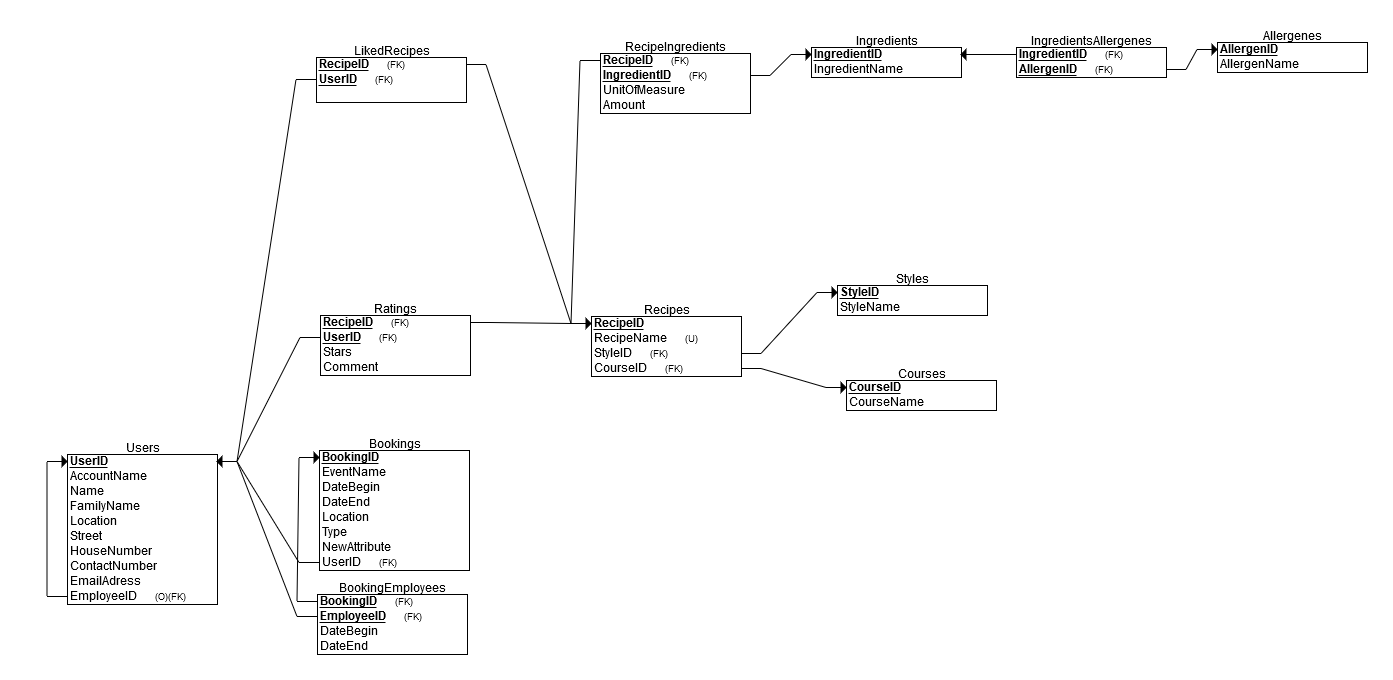 LikedRecipes
RecipeID (FK)
UserID (FK)
RecipeIngredients
RecipeID (FK)
IngredientID (FK)
UnitOfMeasure
Amount
Ingredients
IngredientID
IngredientName
IngredientsAllergenes
IngredientID (FK)
AllergenID (FK)
Allergenes
AllergenID
AllergenName
Ratings
RecipeID (FK)
UserID (FK)
Stars
Comment
Recipes
RecipeID
RecipeName (U)
StyleID (FK)
CourseID (FK)
Styles
StyleID
StyleName
Courses
CourseID
CourseName
Users
UserID
AccountName
Name
FamilyName
Location
Street
HouseNumber
ContactNumber
EmailAdress
EmployeeID (O)(FK)
Bookings
BookingID
EventName
DateBegin
DateEnd
Location
Type
NewAttribute
UserID (FK)
BookingEmployees
BookingID (FK)
EmployeeID (FK)
DateBegin
DateEnd